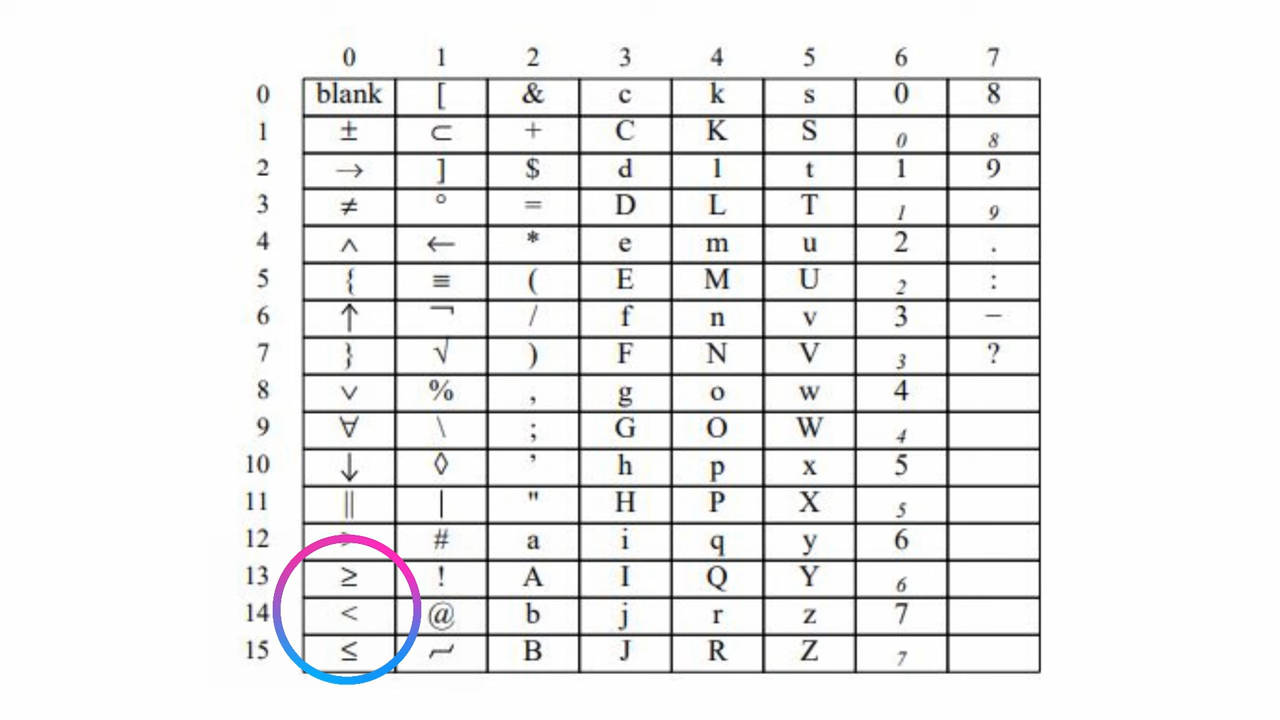 0 1 2 3 4 5 6 7
0 blank [ & c k s 0 8
1 ± ⊂ + C K S 0 8
2 → ] $ d l t 1 9
3 ≠ ° = D L T 1 9
4 ∧ ← * e m u 2 .
5 { ≡ ( E M U 2 :
6 ↑ ¬ / f n v 3 −
7 } √ ) F N V 3 ?
8 ∨ % , g o w 4
9 ∀ \ ; G O W 4
10 ↓ ◊ ’ h p x 5
11 ‖ | " H P X 5
12 > # a i q y 6
13 ≥ ! A I Q Y 6
14 < @ b j r z 7
15 ≤ ~ B J R Z 7